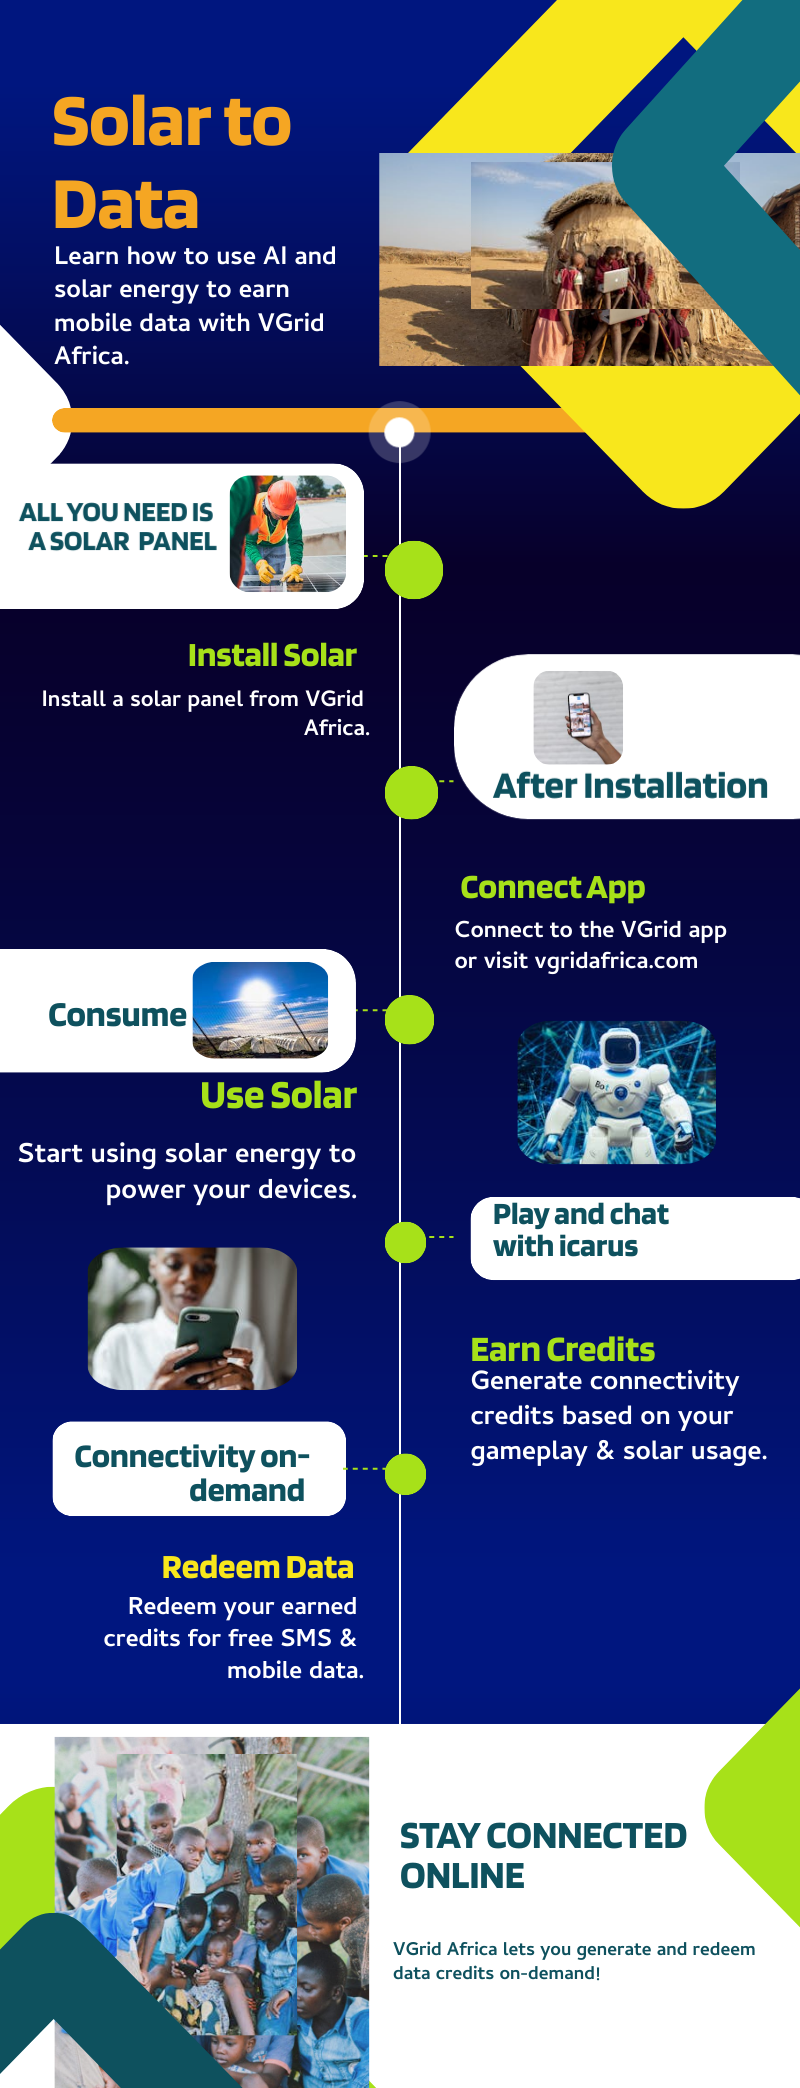 Solar to
Data
Learn how to use AI and
solar energy to earn
mobile data with VGrid
Africa.
ALL YOU NEED IS
A SOLAR PANEL
Install Solar
Install a solar panel from VGrid
Africa.
After Installation
Connect App
Connect to the VGrid app
or visit vgridafrica.com
Consume
Use Solar
Start using solar energy to
power your devices.
Bot
Play and chat
with icarus
Earn Credits
Generate connectivity
credits based on your
gameplay & solar usage.
Connectivity on-
demand
Redeem Data
Redeem your earned
credits for free SMS &
mobile data.
STAY CONNECTED
ONLINE
VGrid Africa lets you generate and redeem
data credits on-demand!